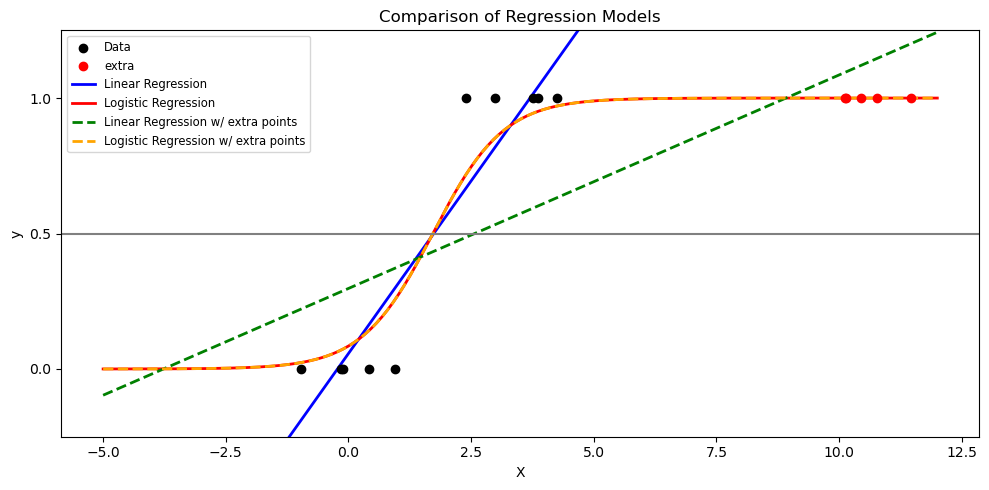 Comparison of Regression Models
Data
extra
Linear Regression
Logistic Regression
Linear Regression w/ extra points
Logistic Regression w/ extra points
1.0
0.5
0.0
y
−5.0 −2.5 0.0 2.5 5.0 7.5 10.0 12.5
X